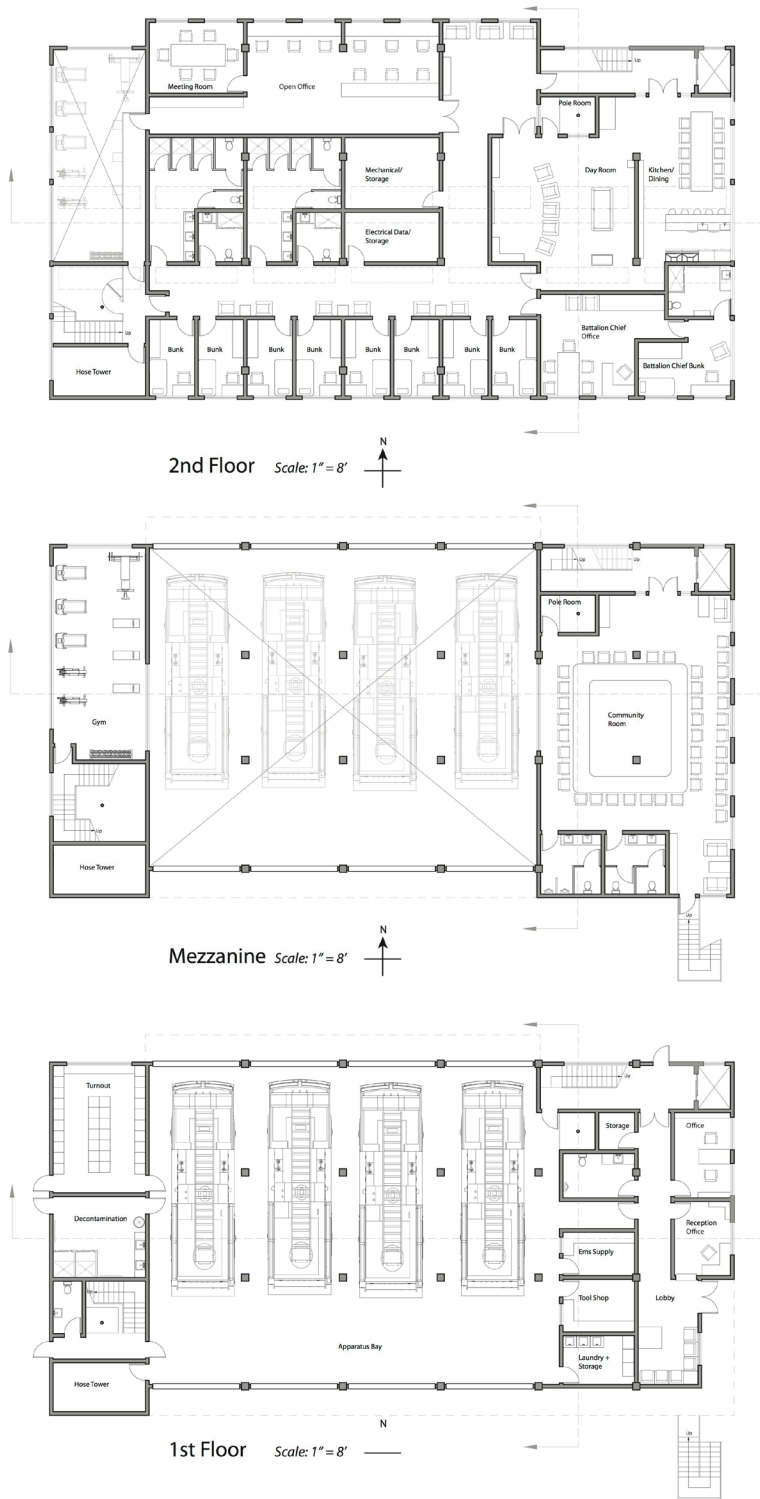 Meeting Room
Open Office
Up
Pole Room
Mechanical/
Storage
Day Room
Kitchen/
Dining
Electrical Data/
Storage
Up
Battalion Chief
Office
Bunk
Bunk
Bunk
Bunk
Bunk
Bunk
Bunk
Bunk
Battalion Chief Bunk
Hose Tower
2nd Floor Scale: 1” = 8’
N
Up
Up
Pole Room
Gym
Community
Room
Up
Hose Tower
Up
Mezzanine Scale: 1” = 8’
N
Up
Turnout
Storage
Office
Decontamination
Reception
Office
Ems Supply
Up
Tool Shop
Lobby
Apparatus Bay
Laundry +
Storage
Hose Tower
N
1st Floor Scale: 1” = 8’
Up